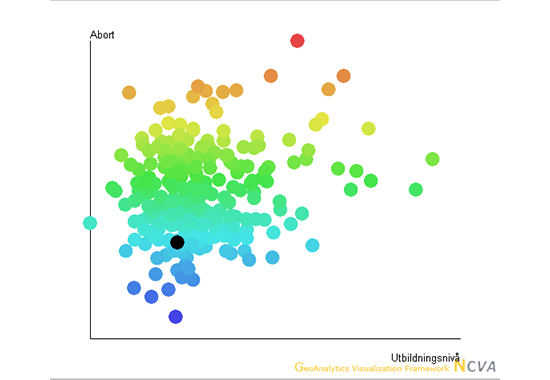 Abort
Utbildningsnivå
GeoAnalytics Visualization Framework NCVA